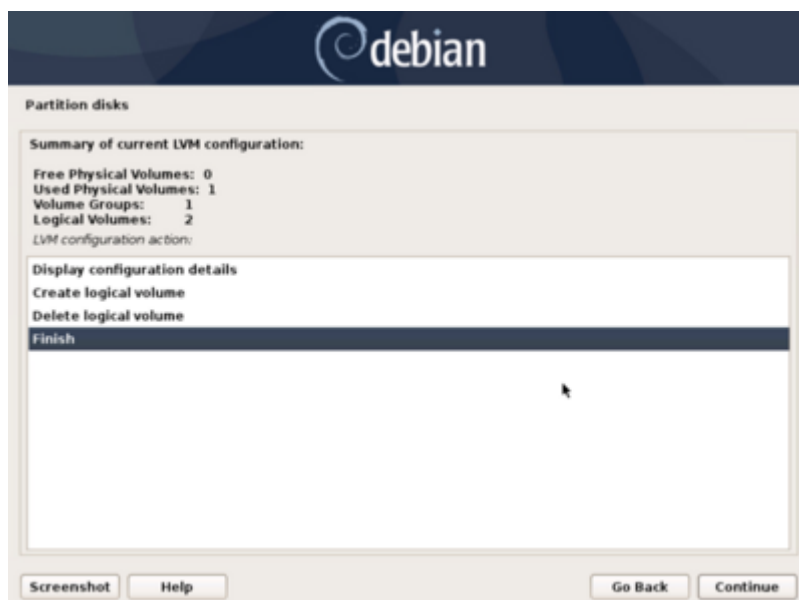 debian
Partition disks
Summary of current LVM configuration:
Free Physical Volumes: 0
Used Physical Volumes: 1
Volume Groups: 1
Logical Volumes: 2
LVM configuration action:
Display configuration details
Create logical volume
Delete logical volume
Finish
Screenshot Help Go Back Continue